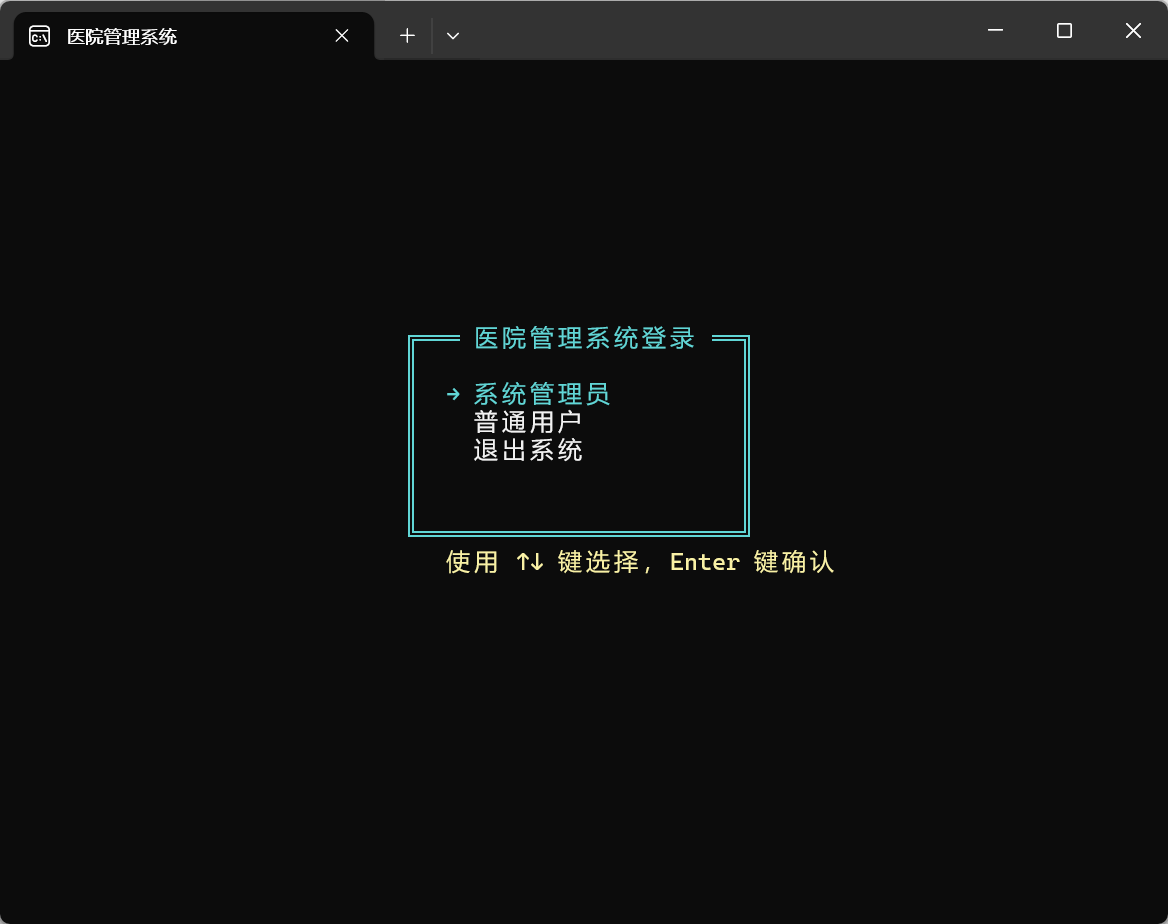 医院管理系统
医院管理系统登录
→ 系统管理员
普通用户
退出系统
使用 ↑↓ 键选择, Enter 键确认